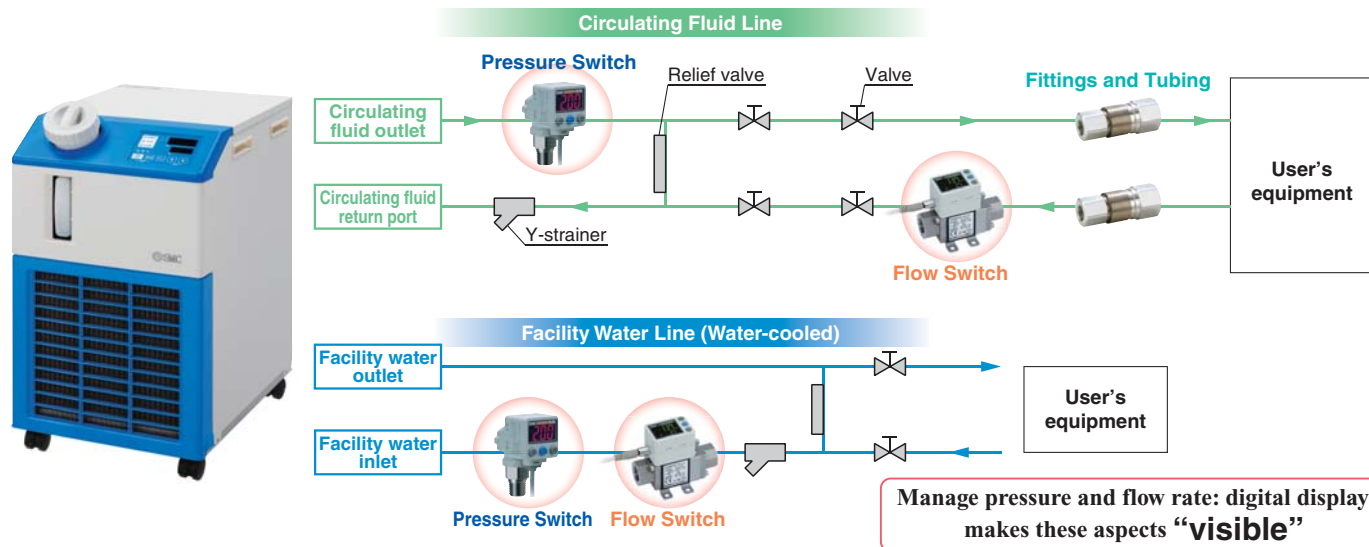 Circulating Fluid Line
Pressure Switch
Relief valve
Valve
Fittings and Tubing
Circulating
fluid outlet
User's
equipment
Circulating fluid
return port
Y-strainer
Flow Switch
SMC
Facility Water Line (Water-cooled)
Facility water
outlet
User's
equipment
Facility water
inlet
Pressure Switch
Flow Switch
Manage pressure and flow rate: digital display
makes these aspects “visible”